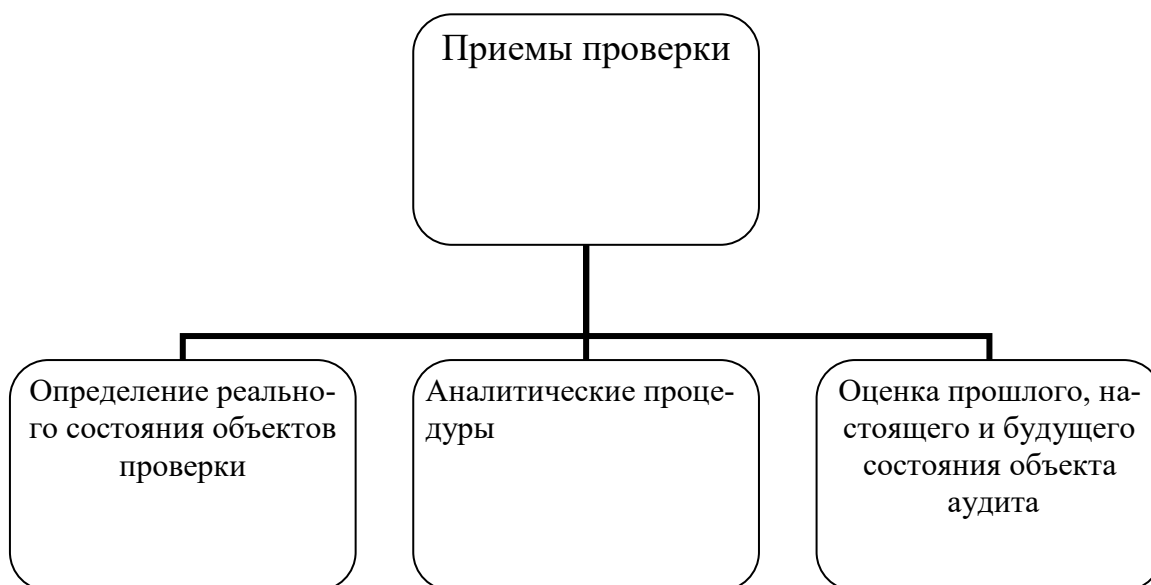 Приемы проверки
Определение реально-
го состояния объектов
проверки
Аналитические проце-
дуры
Оценка прошлого, на-
стоящего и будущего
состояния объекта
аудита